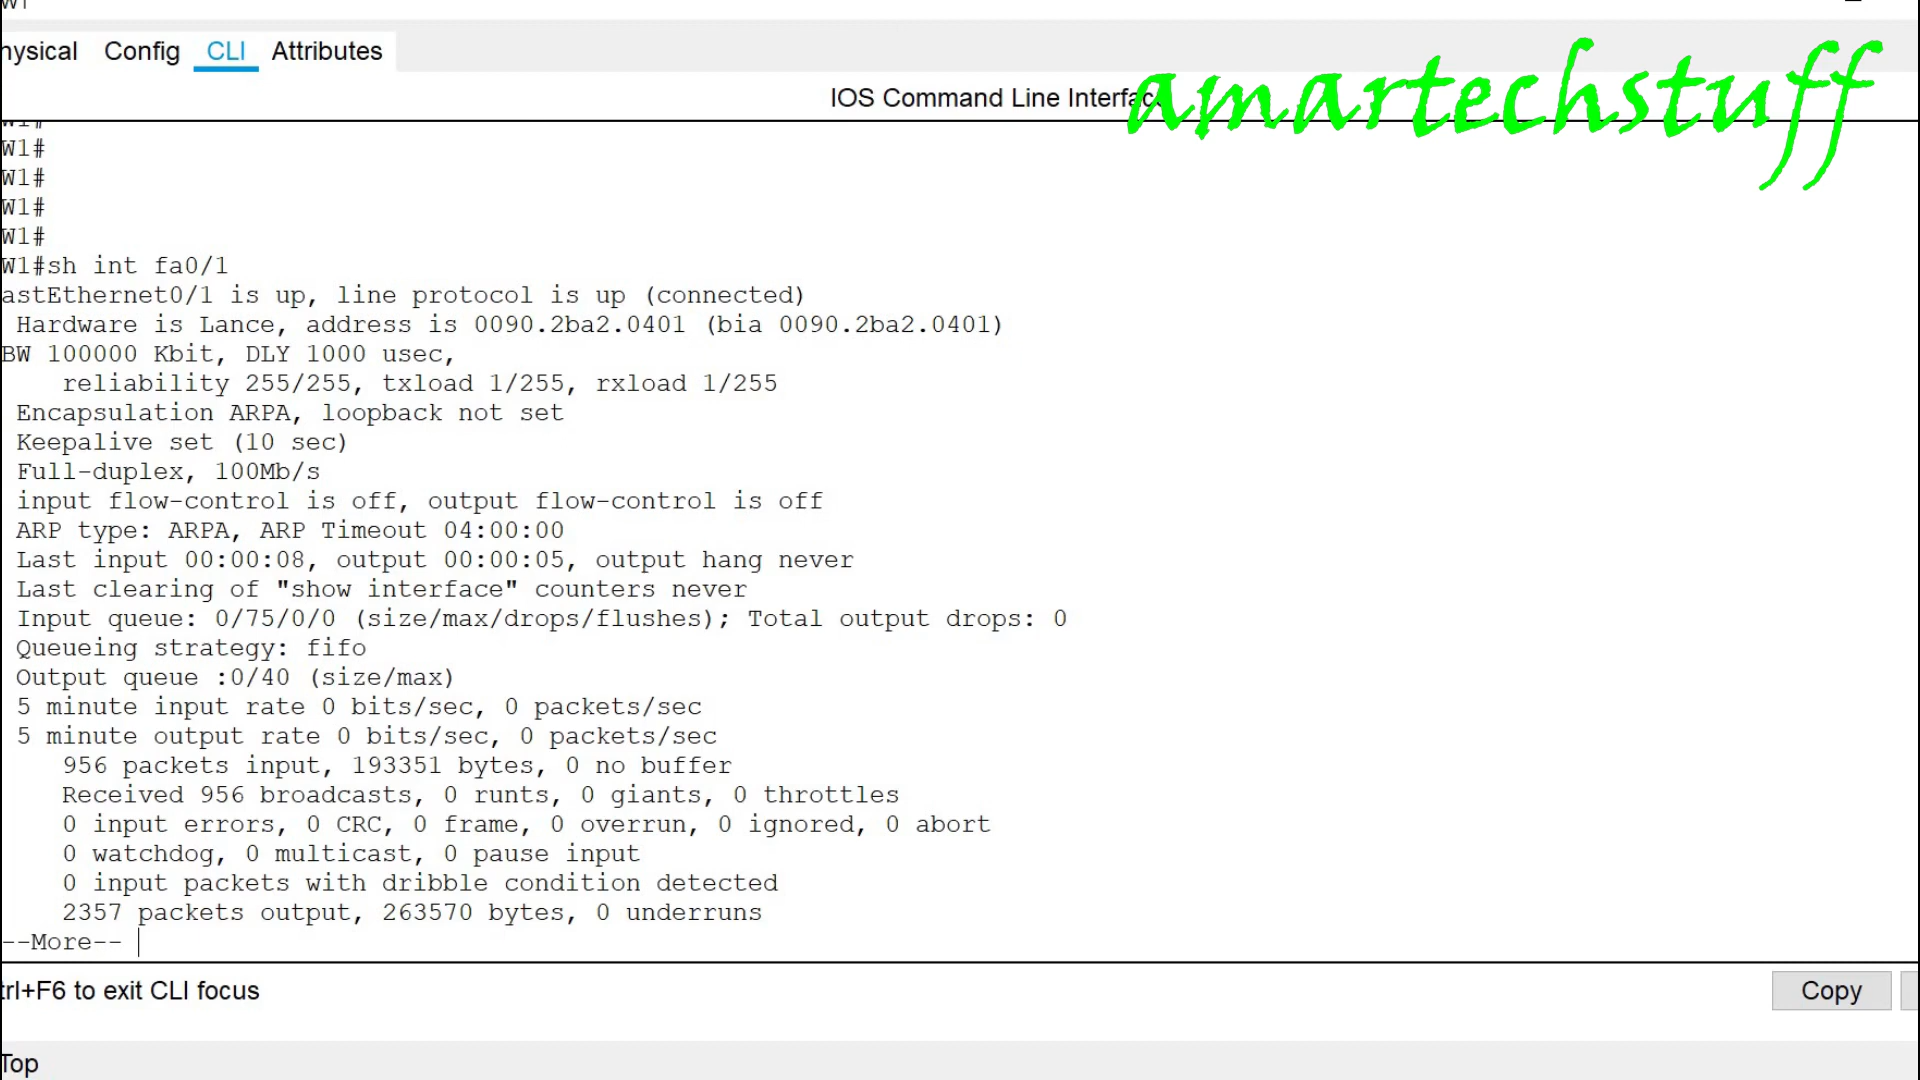 W1
hysical Config CLI Attributes
amartechstuff
IOS Command Line Interfac
W1#
W1#
W1#
W1#
W1#
W1#sh int fa0/1
astEthernet0/1 is up, line protocol is up (connected)
Hardware is Lance, address is 0090.2ba2.0401 (bia 0090.2ba2.0401)
BW 100000 Kbit, DLY 1000 usec,
reliability 255/255, txload 1/255, rxload 1/255
Encapsulation ARPA, loopback not set
Keepalive set (10 sec)
Full-duplex, 100Mb/s
input flow-control is off, output flow-control is off
ARP type: ARPA, ARP Timeout 04:00:00
Last input 00:00:08, output 00:00:05, output hang never
Last clearing of "show interface" counters never
Input queue: 0/75/0/0 (size/max/drops/flushes); Total output drops: 0
Queueing strategy: fifo
Output queue :0/40 (size/max)
5 minute input rate 0 bits/sec, 0 packets/sec
5 minute output rate 0 bits/sec, 0 packets/sec
956 packets input, 193351 bytes, 0 no buffer
Received 956 broadcasts, 0 runts, 0 giants, 0 throttles
0 input errors, 0 CRC, 0 frame, 0 overrun, 0 ignored, 0 abort
0 watchdog, 0 multicast, 0 pause input
0 input packets with dribble condition detected
2357 packets output, 263570 bytes, 0 underruns
--More--
trl+F6 to exit CLI focus
Copy
Top